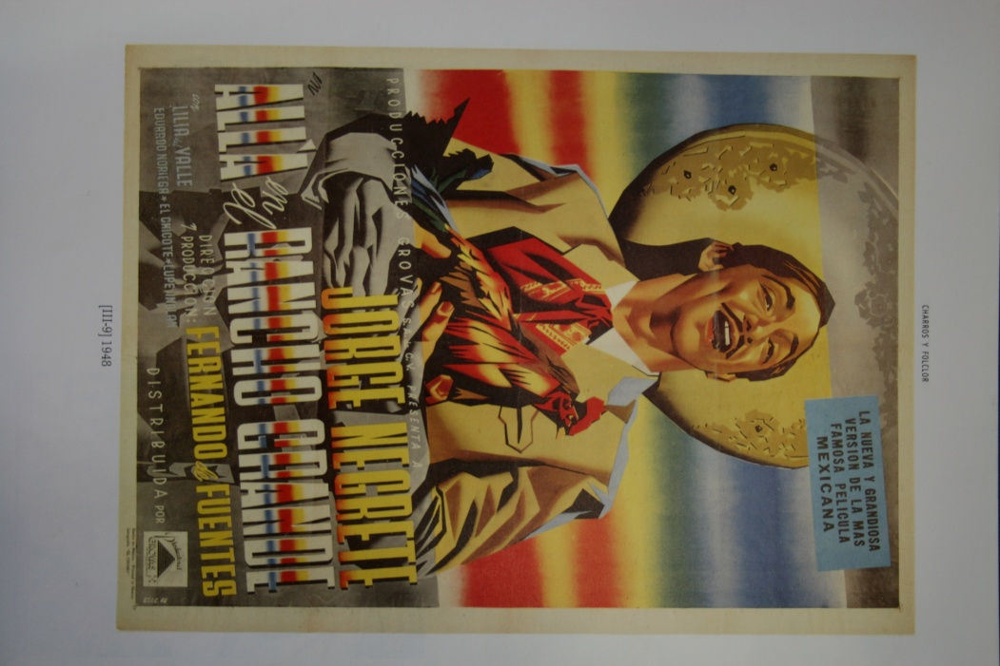 CHARROS Y FOLCLOR
LA NUEVA Y GRANDIOSA
VERSION DE LA MAS
FAMOSA PELICULA
MEXICANA
PRODUCCIONES GROVAS S.A. C.V. PRESENTA A
JORGE NEGRETE
ALLÁ en el RANCHO GRANDE
DIRECCION
Y PRODUCCION: FERNANDO de FUENTES
con LILIA del VALLE
EDUARDO NORIEGA * EL CHICOTE * LUPE INCLAN
DISTRIBUIDA POR
[III-9] 1948